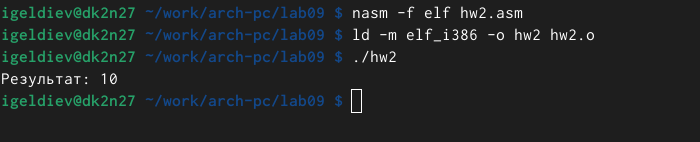 igeldiev@dk2n27 ~/work/arch-pc/lab09 $ nasm -f elf hw2.asm
igeldiev@dk2n27 ~/work/arch-pc/lab09 $ ld -m elf_i386 -o hw2 hw2.o
igeldiev@dk2n27 ~/work/arch-pc/lab09 $ ./hw2
Результат: 10
igeldiev@dk2n27 ~/work/arch-pc/lab09 $